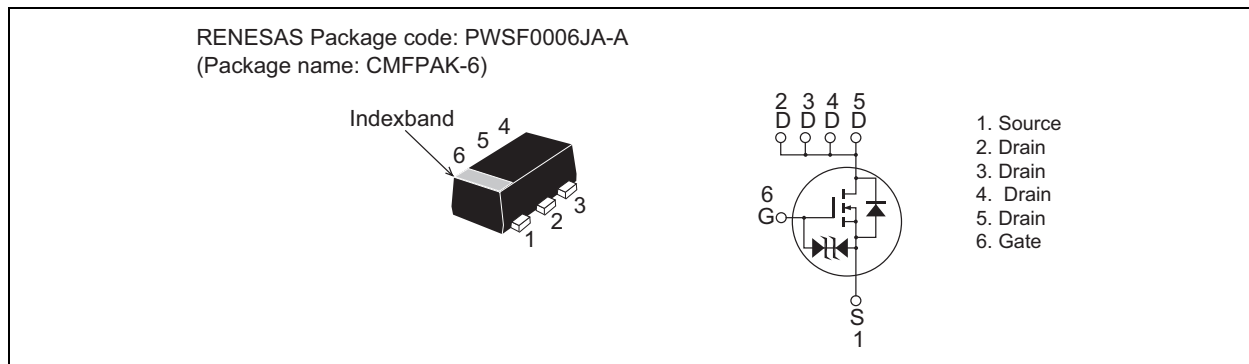 RENESAS Package code: PWSF0006JA-A
(Package name: CMFPAK-6)
Indexband
4
5
6
3
2
1
2 3 4 5
D D D D
6
G
S
1
1. Source
2. Drain
3. Drain
4. Drain
5. Drain
6. Gate